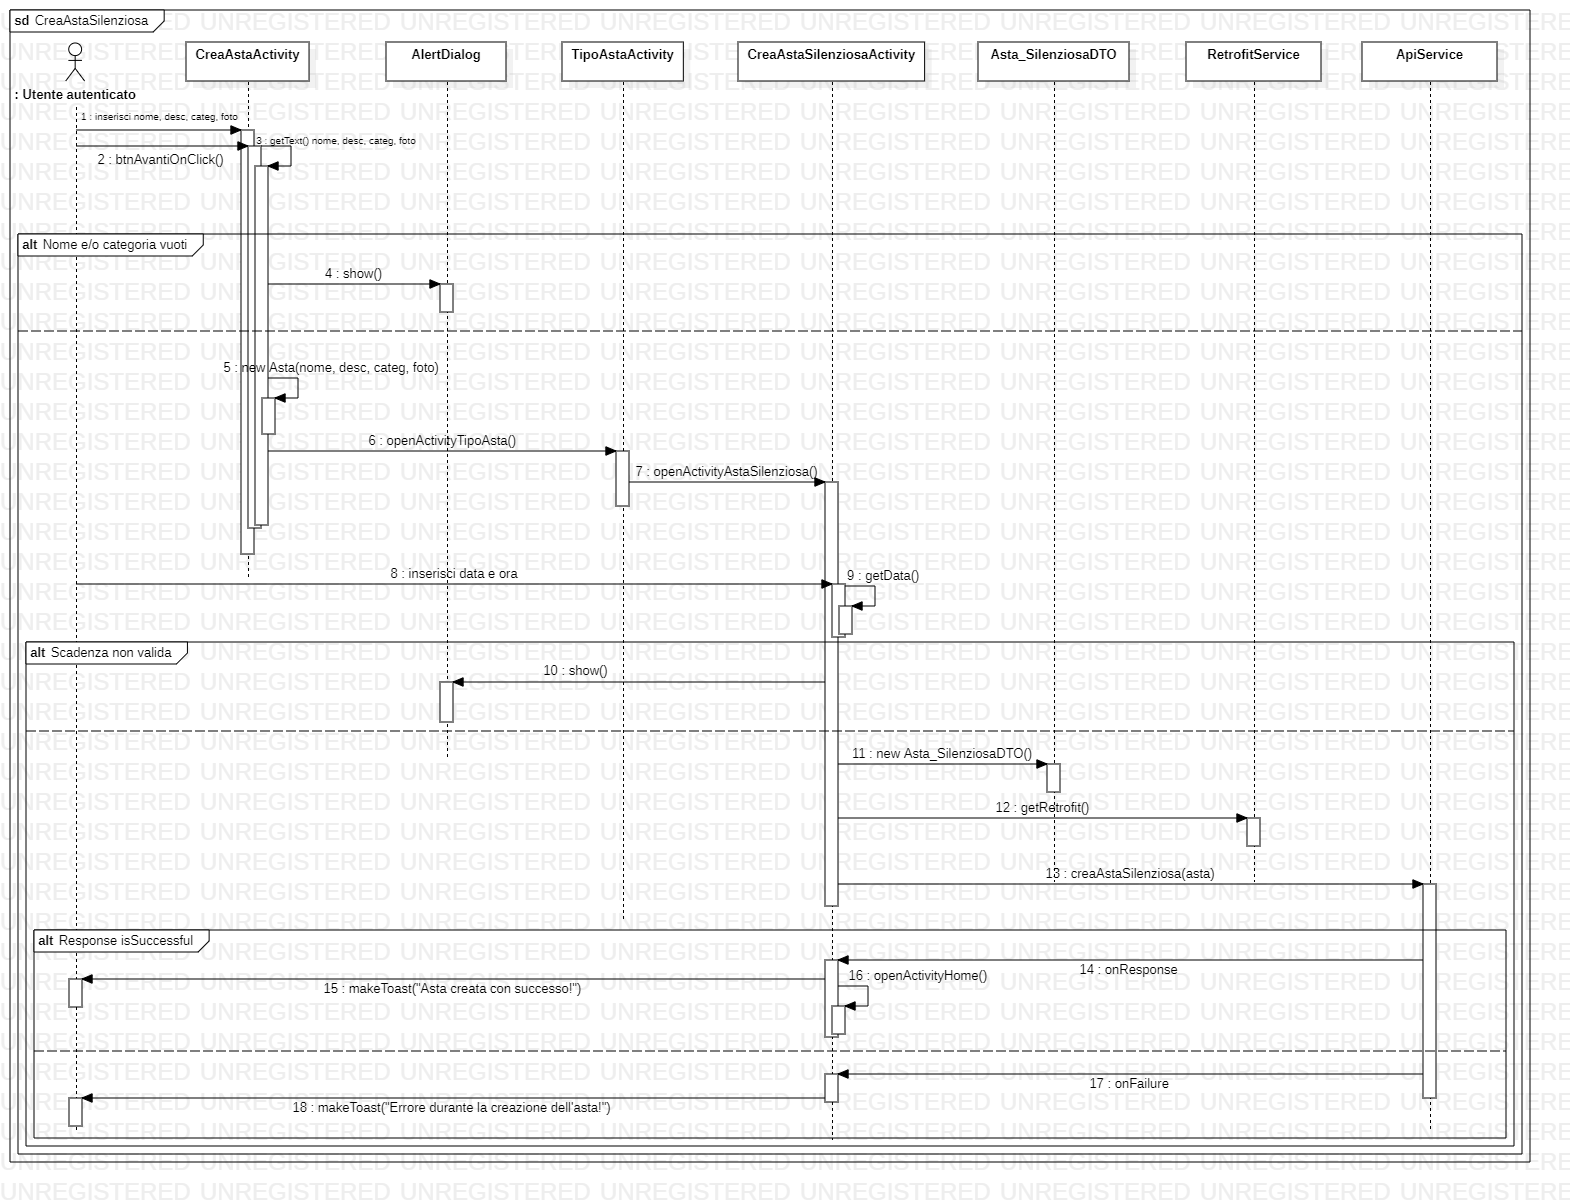 sd CreaAstaSilenziosa
CreaAstaActivity
AlertDialog
TipoAstaActivity
CreaAstaSilenziosaActivity
Asta_SilenziosaDTO
RetrofitService
ApiService
: Utente autenticato
1 : inserisci nome, desc, categ, foto
3 : getText() nome, desc, categ, foto
2 : btnAvantiOnClick()
alt Nome e/o categoria vuoti
4 : show()
5 : new Asta(nome, desc, categ, foto)
6 : openActivityTipoAsta()
7 : openActivityAstaSilenziosa()
8 : inserisci data e ora
9 : getData()
alt Scadenza non valida
10 : show()
11 : new Asta_SilenziosaDTO()
12 : getRetrofit()
13 : creaAstaSilenziosa(asta)
alt Response isSuccessful
14 : onResponse
16 : openActivityHome()
15 : makeToast("Asta creata con successo!")
17 : onFailure
18 : makeToast("Errore durante la creazione dell'asta!")
UNREGISTERED